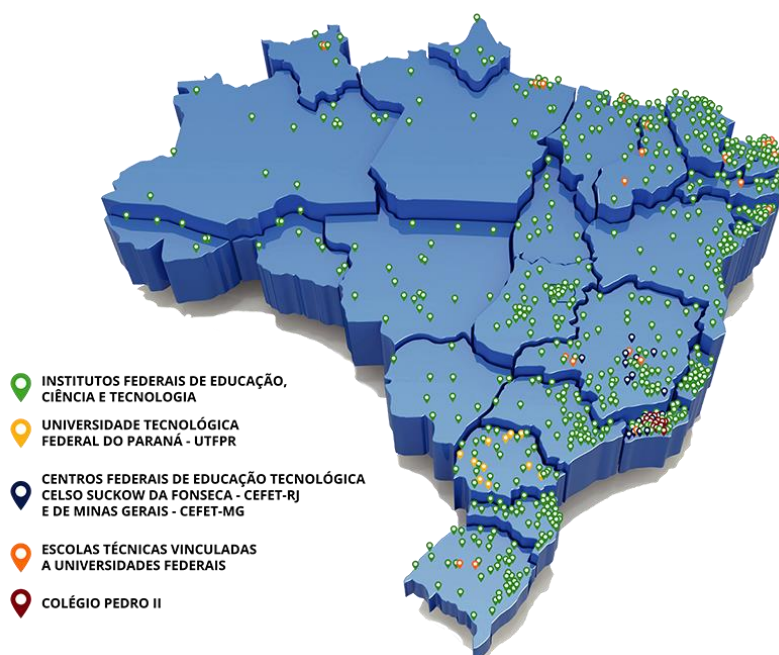 INSTITUTOS FEDERAIS DE EDUCAÇÃO,
CIÊNCIA E TECNOLOGIA
UNIVERSIDADE TECNOLÓGICA
FEDERAL DO PARANÁ - UTFPR
CENTROS FEDERAIS DE EDUCAÇÃO TECNOLÓGICA
CELSO SUCKOW DA FONSECA - CEFET-RJ
E DE MINAS GERAIS - CEFET-MG
ESCOLAS TÉCNICAS VINCULADAS
A UNIVERSIDADES FEDERAIS
COLÉGIO PEDRO II